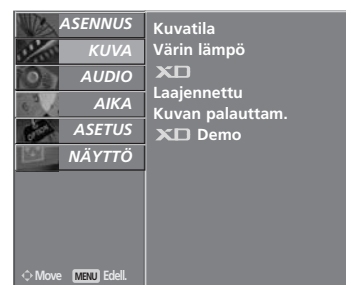 ASENNUS
KUVA
AUDIO
AIKA
ASETUS
NÄYTTÖ
Kuvatila
Värin lämpö
XD
Laajennettu
Kuvan palauttam.
XD Demo
Move MENU Edell.